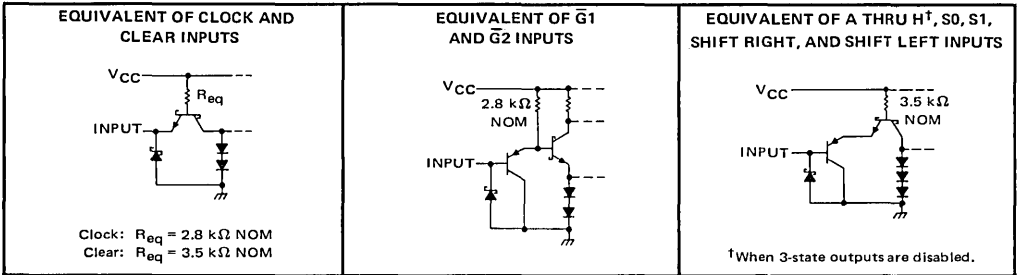 EQUIVALENT OF CLOCK AND
CLEAR INPUTS
VCC
Req
INPUT
Clock: Req = 2.8 kΩ NOM
Clear: Req = 3.5 kΩ NOM
EQUIVALENT OF G̅1
AND G̅2 INPUTS
VCC
2.8 kΩ
NOM
INPUT
EQUIVALENT OF A THRU H†, S0, S1,
SHIFT RIGHT, AND SHIFT LEFT INPUTS
VCC
3.5 kΩ
NOM
INPUT
†When 3-state outputs are disabled.